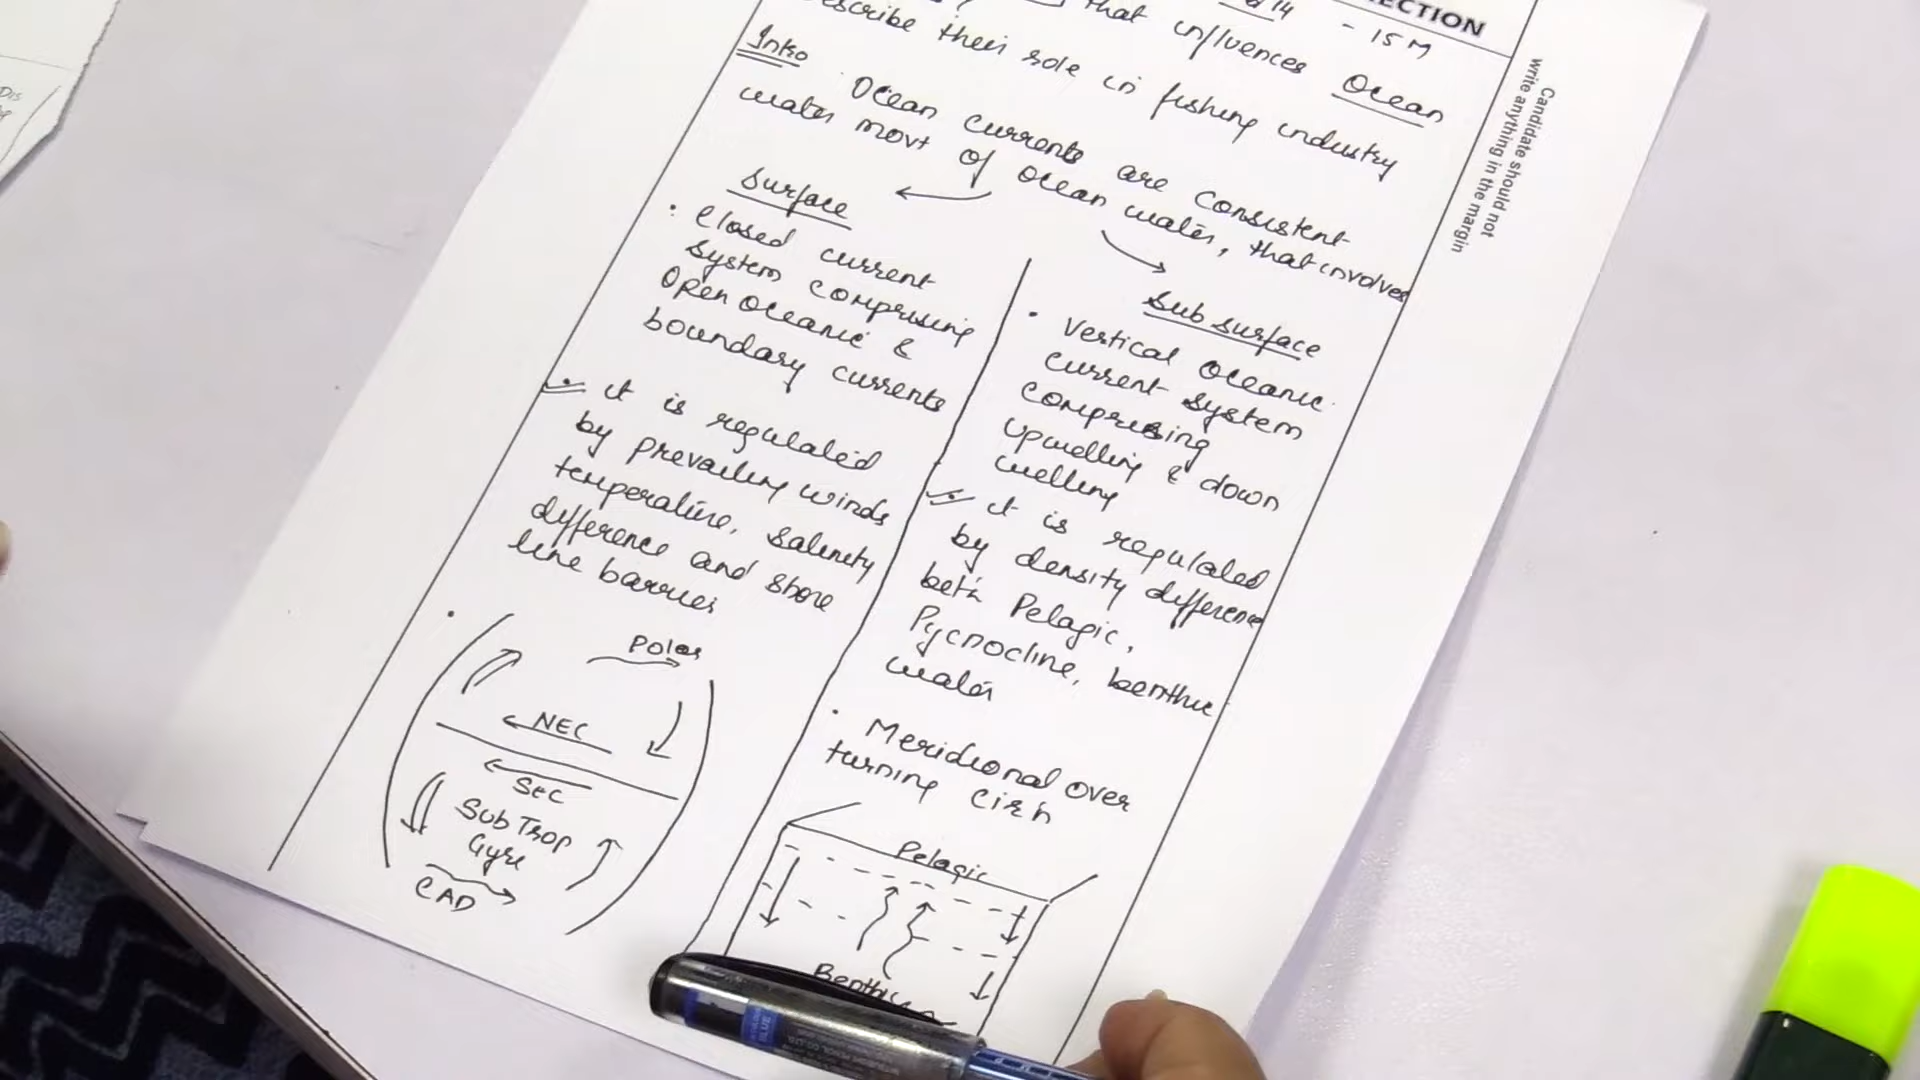 ECTION
14 - 15 M
that influences Ocean
escribe their role in fishing industry
Intro
Ocean currents are consistent
water movt of ocean water, that involves
Surface
• Closed current
system comprising
open oceanic &
boundary currents
• it is regulated
by prevailing winds
temperature, salinity
difference and shore
line barrier
Polar
NEC
SEC
Sub Trop
Gyre
CAD
Sub surface
• Vertical oceanic
current system
comprising
upwelling & down
welling
• it is regulated
by density difference
betn Pelagic,
Pycnocline, benthic
water
• Meridional over
turning Cirn
Pelagic
Benthic
Candidate should not
write anything in the margin